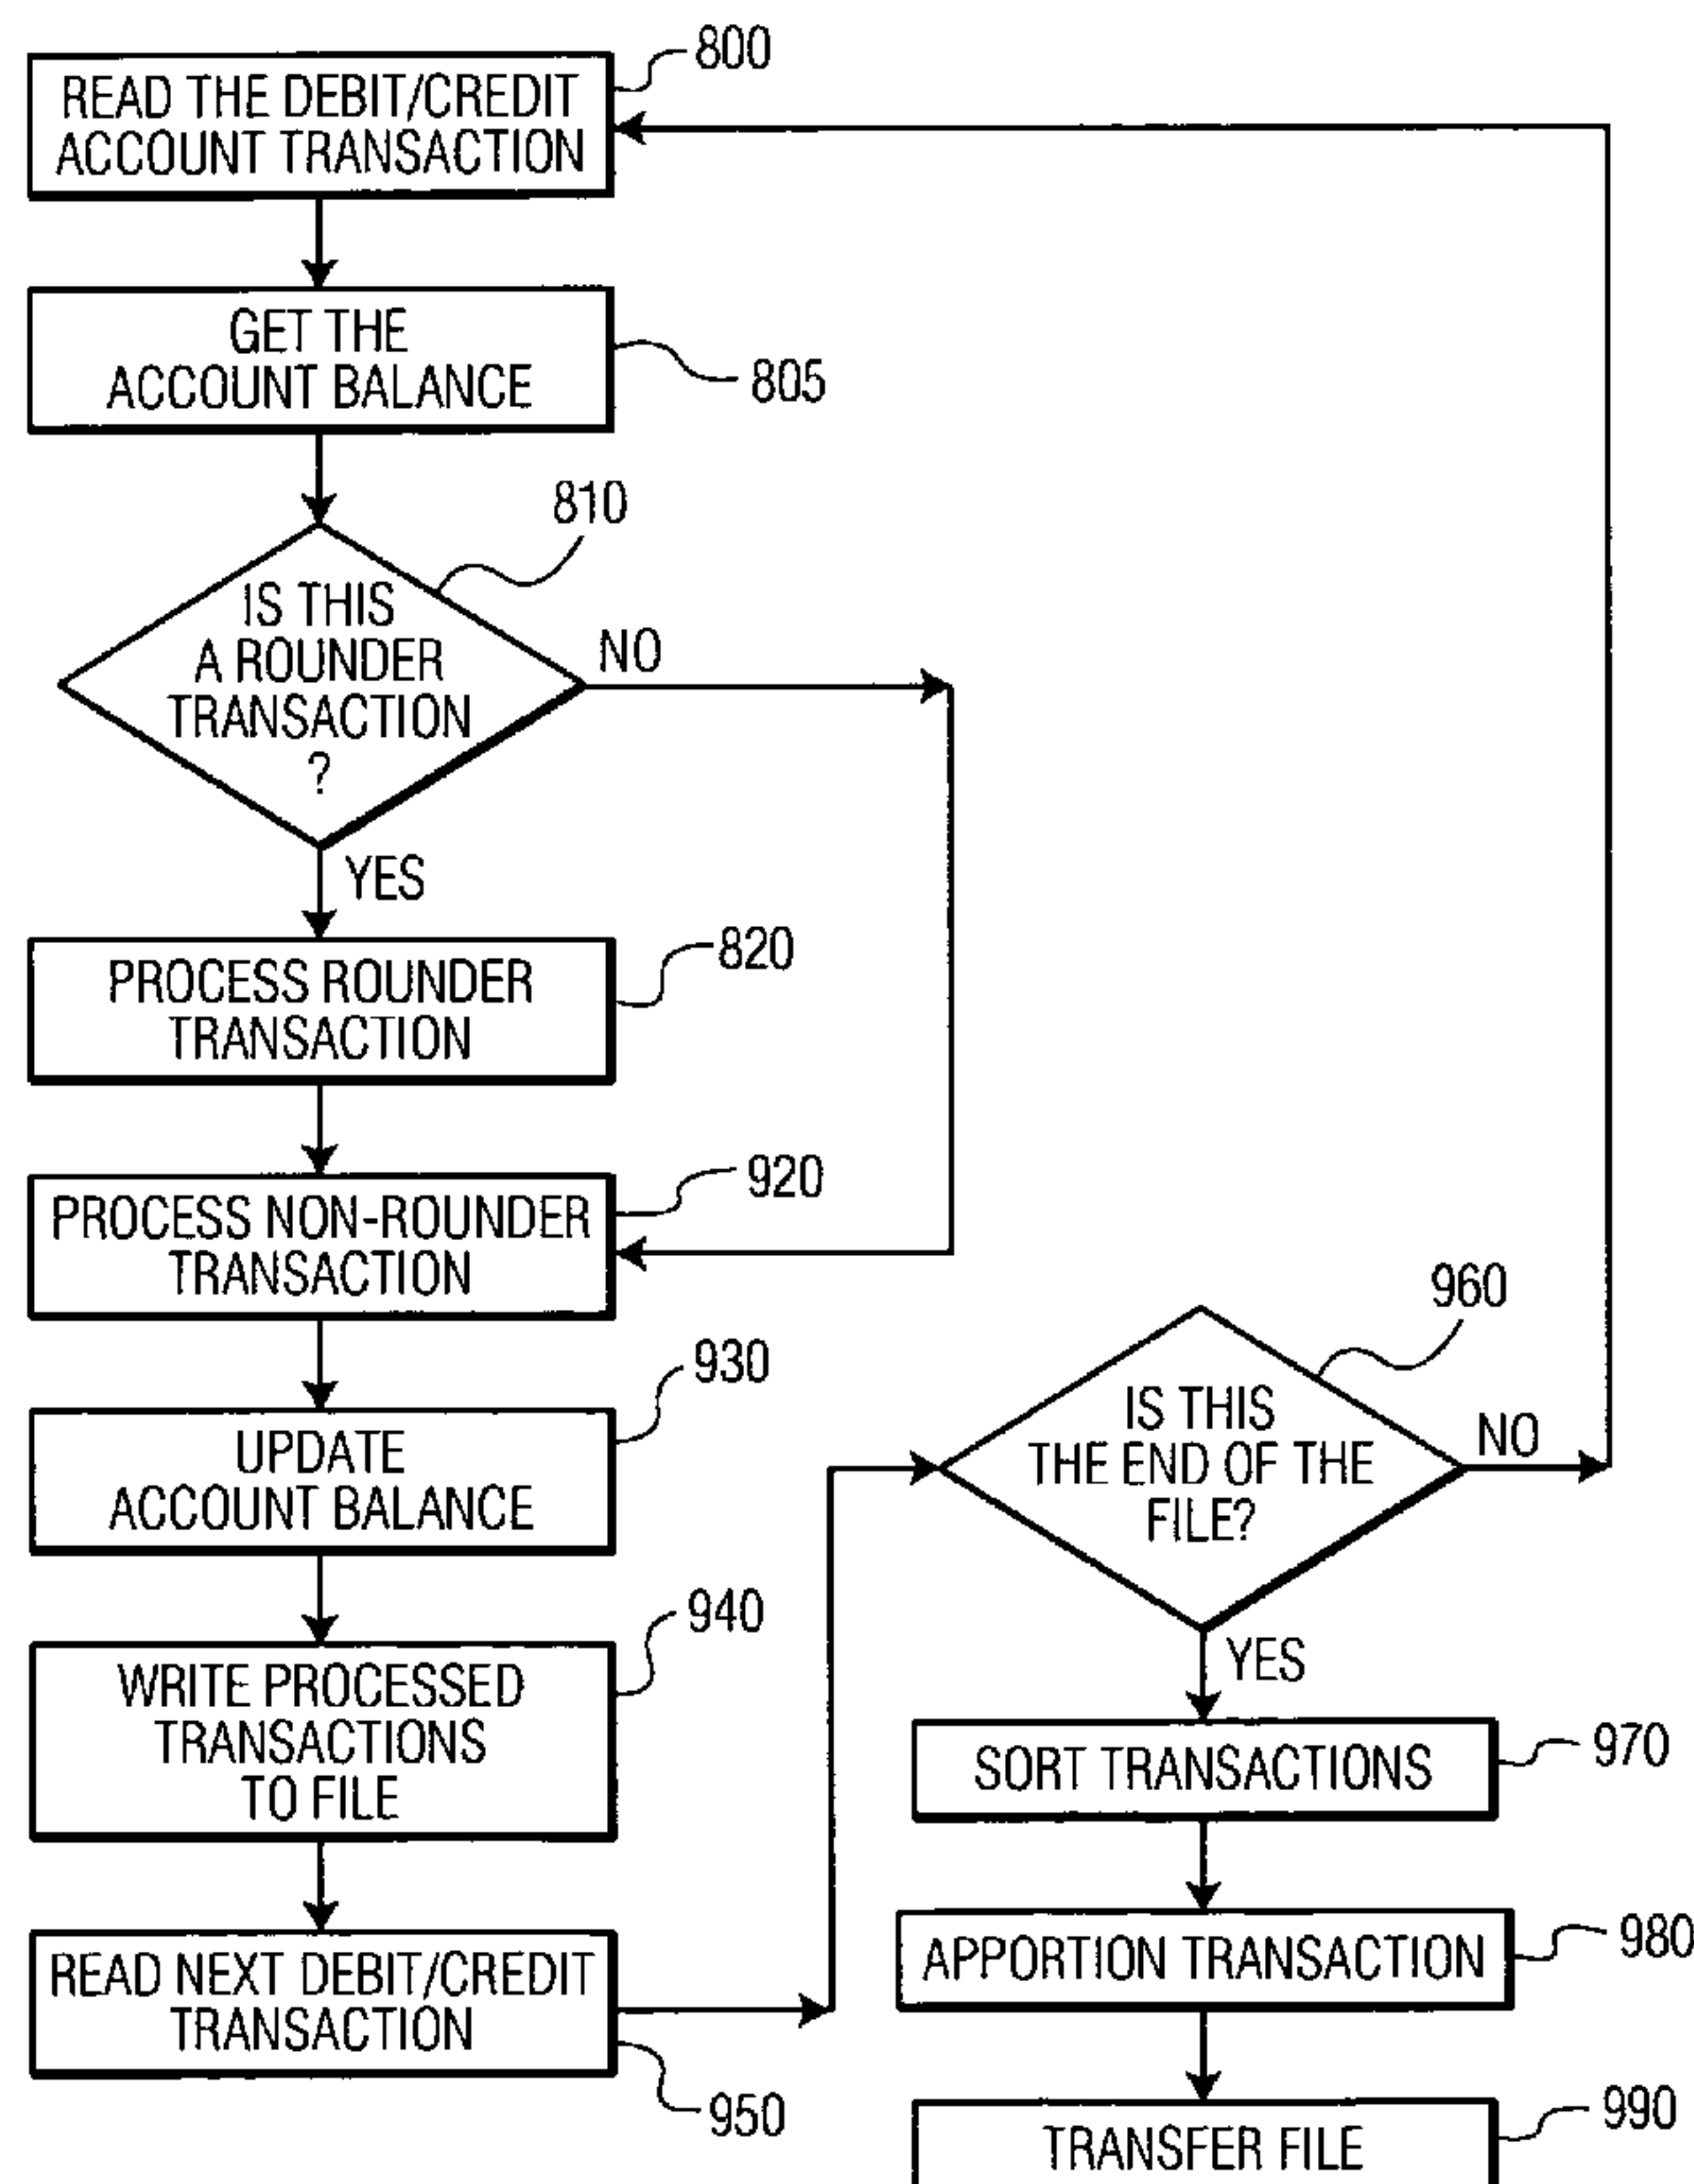 800
READ THE DEBIT/CREDIT
ACCOUNT TRANSACTION
GET THE
ACCOUNT BALANCE
805
810
IS THIS
A ROUNDER
TRANSACTION
?
NO
YES
820
PROCESS ROUNDER
TRANSACTION
920
PROCESS NON-ROUNDER
TRANSACTION
930
UPDATE
ACCOUNT BALANCE
940
WRITE PROCESSED
TRANSACTIONS
TO FILE
READ NEXT DEBIT/CREDIT
TRANSACTION
950
960
IS THIS
THE END OF THE
FILE?
NO
YES
970
SORT TRANSACTIONS
980
APPORTION TRANSACTION
990
TRANSFER FILE